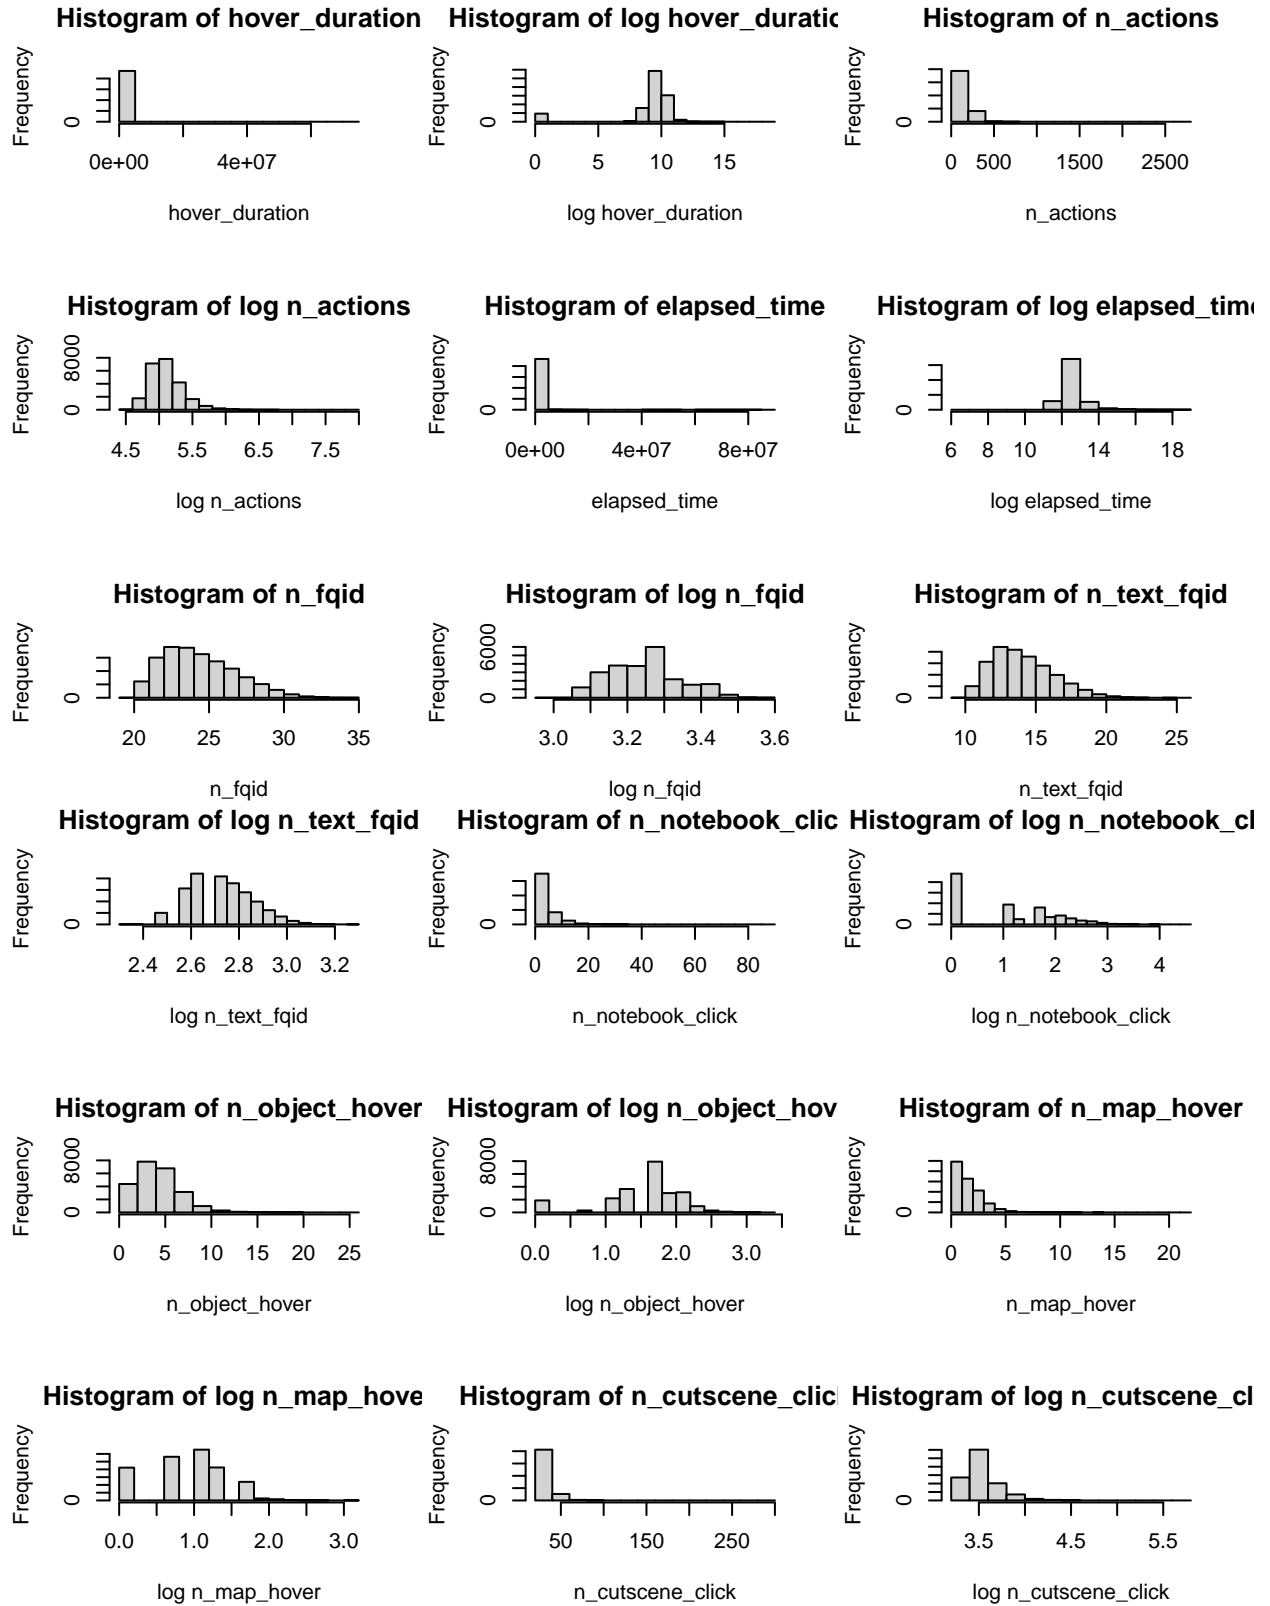 Histogram of hover_duration
Frequency
0
0e+00 4e+07
hover_duration
Histogram of log hover_duratic
Frequency
0
0 5 10 15
log hover_duration
Histogram of n_actions
Frequency
0
0 500 1500 2500
n_actions
Histogram of log n_actions
Frequency
0 8000
4.5 5.5 6.5 7.5
log n_actions
Histogram of elapsed_time
Frequency
0
0e+00 4e+07 8e+07
elapsed_time
Histogram of log elapsed_time
Frequency
0
6 8 10 14 18
log elapsed_time
Histogram of n_fqid
Frequency
0
20 25 30 35
n_fqid
Histogram of log n_fqid
Frequency
0 6000
3.0 3.2 3.4 3.6
log n_fqid
Histogram of n_text_fqid
Frequency
0
10 15 20 25
n_text_fqid
Histogram of log n_text_fqid
Frequency
0
2.4 2.6 2.8 3.0 3.2
log n_text_fqid
Histogram of n_notebook_clic
Frequency
0
0 20 40 60 80
n_notebook_click
Histogram of log n_notebook_cl
Frequency
0
0 1 2 3 4
log n_notebook_click
Histogram of n_object_hover
Frequency
0 8000
0 5 10 15 20 25
n_object_hover
Histogram of log n_object_hov
Frequency
0 8000
0.0 1.0 2.0 3.0
log n_object_hover
Histogram of n_map_hover
Frequency
0
0 5 10 15 20
n_map_hover
Histogram of log n_map_hove
Frequency
0
0.0 1.0 2.0 3.0
log n_map_hover
Histogram of n_cutscene_click
Frequency
0
50 150 250
n_cutscene_click
Histogram of log n_cutscene_cl
Frequency
0
3.5 4.5 5.5
log n_cutscene_click